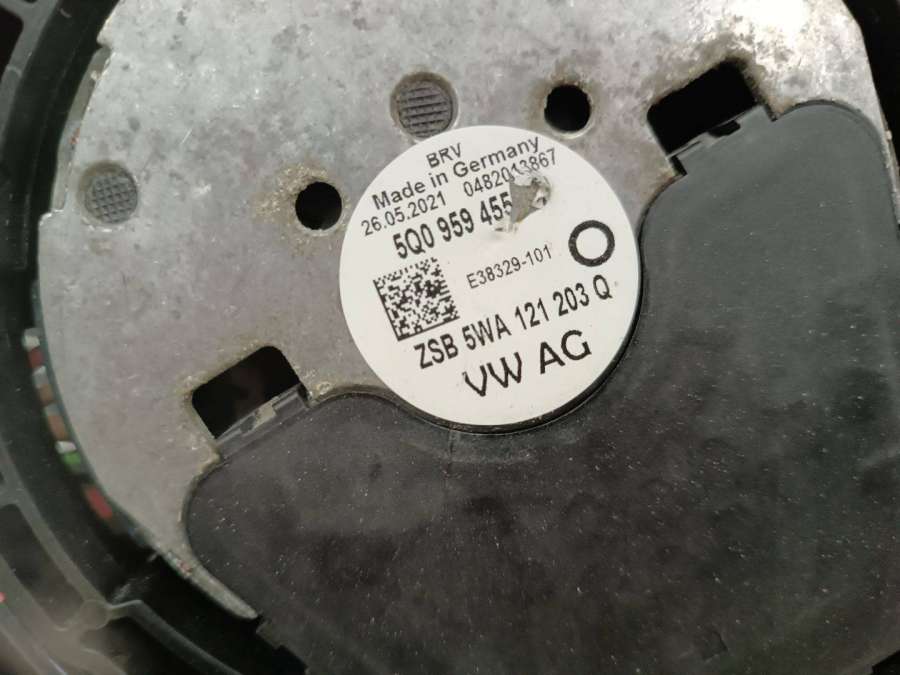 BRV
Made in Germany
26.05.2021 0482013867
5Q0 959 455
E38329-101
ZSB 5WA 121 203 Q
VW AG